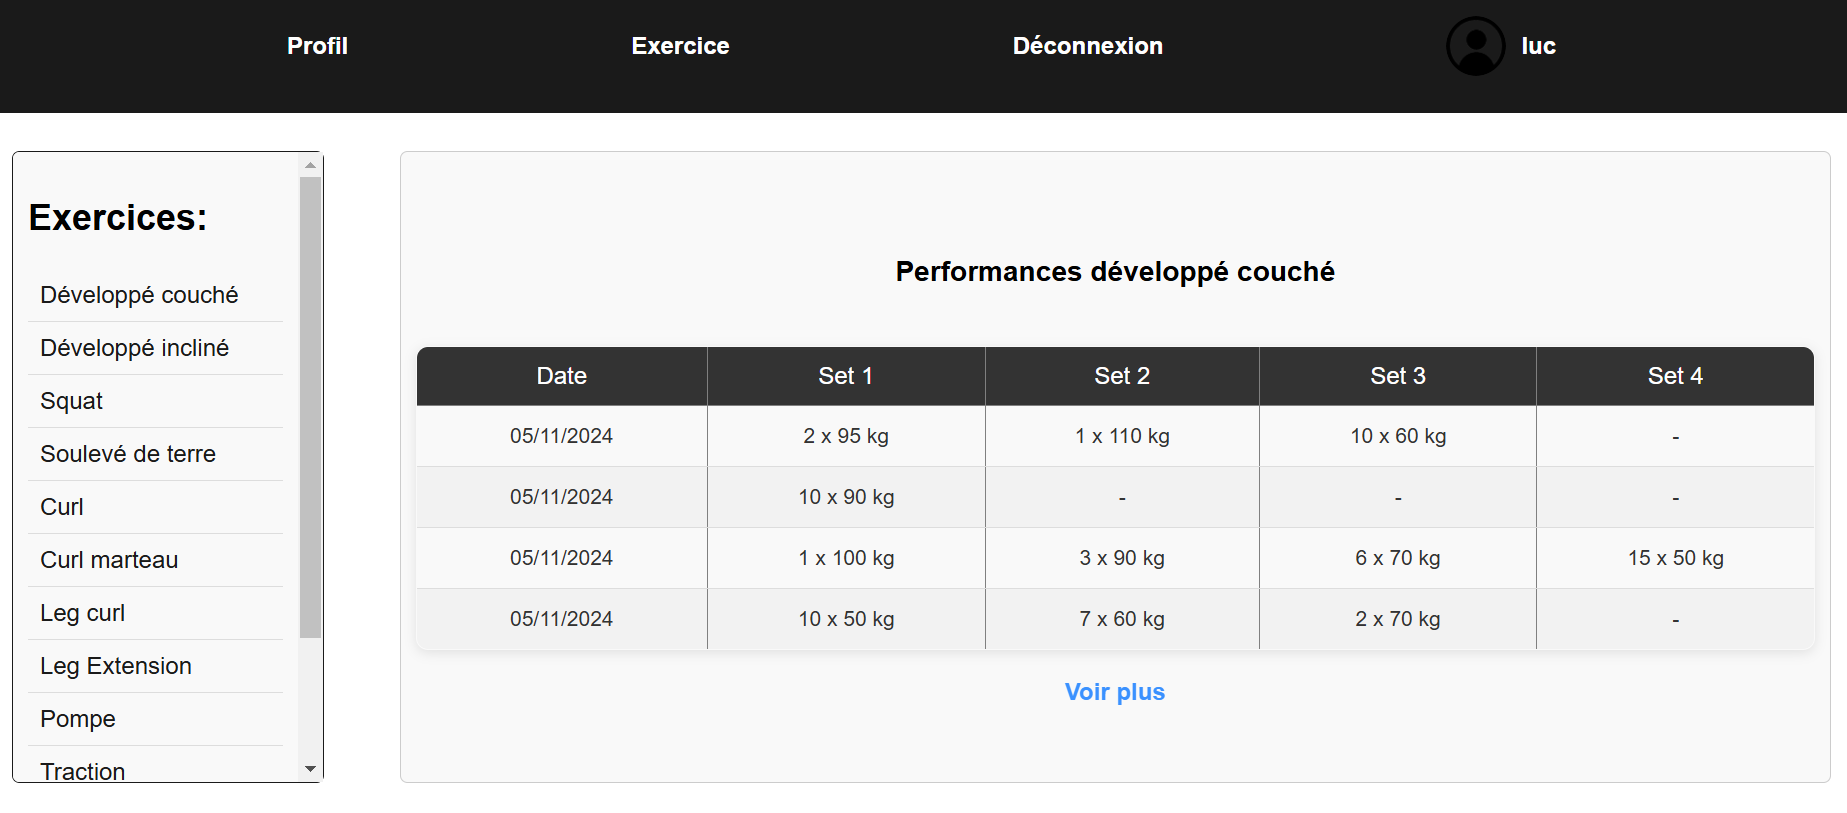 Profil Exercice Déconnexion luc
Exercices:
Développé couché
Développé incliné
Squat
Soulevé de terre
Curl
Curl marteau
Leg curl
Leg Extension
Pompe
Traction
Performances développé couché
Date Set 1 Set 2 Set 3 Set 4
05/11/2024 2 x 95 kg 1 x 110 kg 10 x 60 kg -
05/11/2024 10 x 90 kg - - -
05/11/2024 1 x 100 kg 3 x 90 kg 6 x 70 kg 15 x 50 kg
05/11/2024 10 x 50 kg 7 x 60 kg 2 x 70 kg -
Voir plus